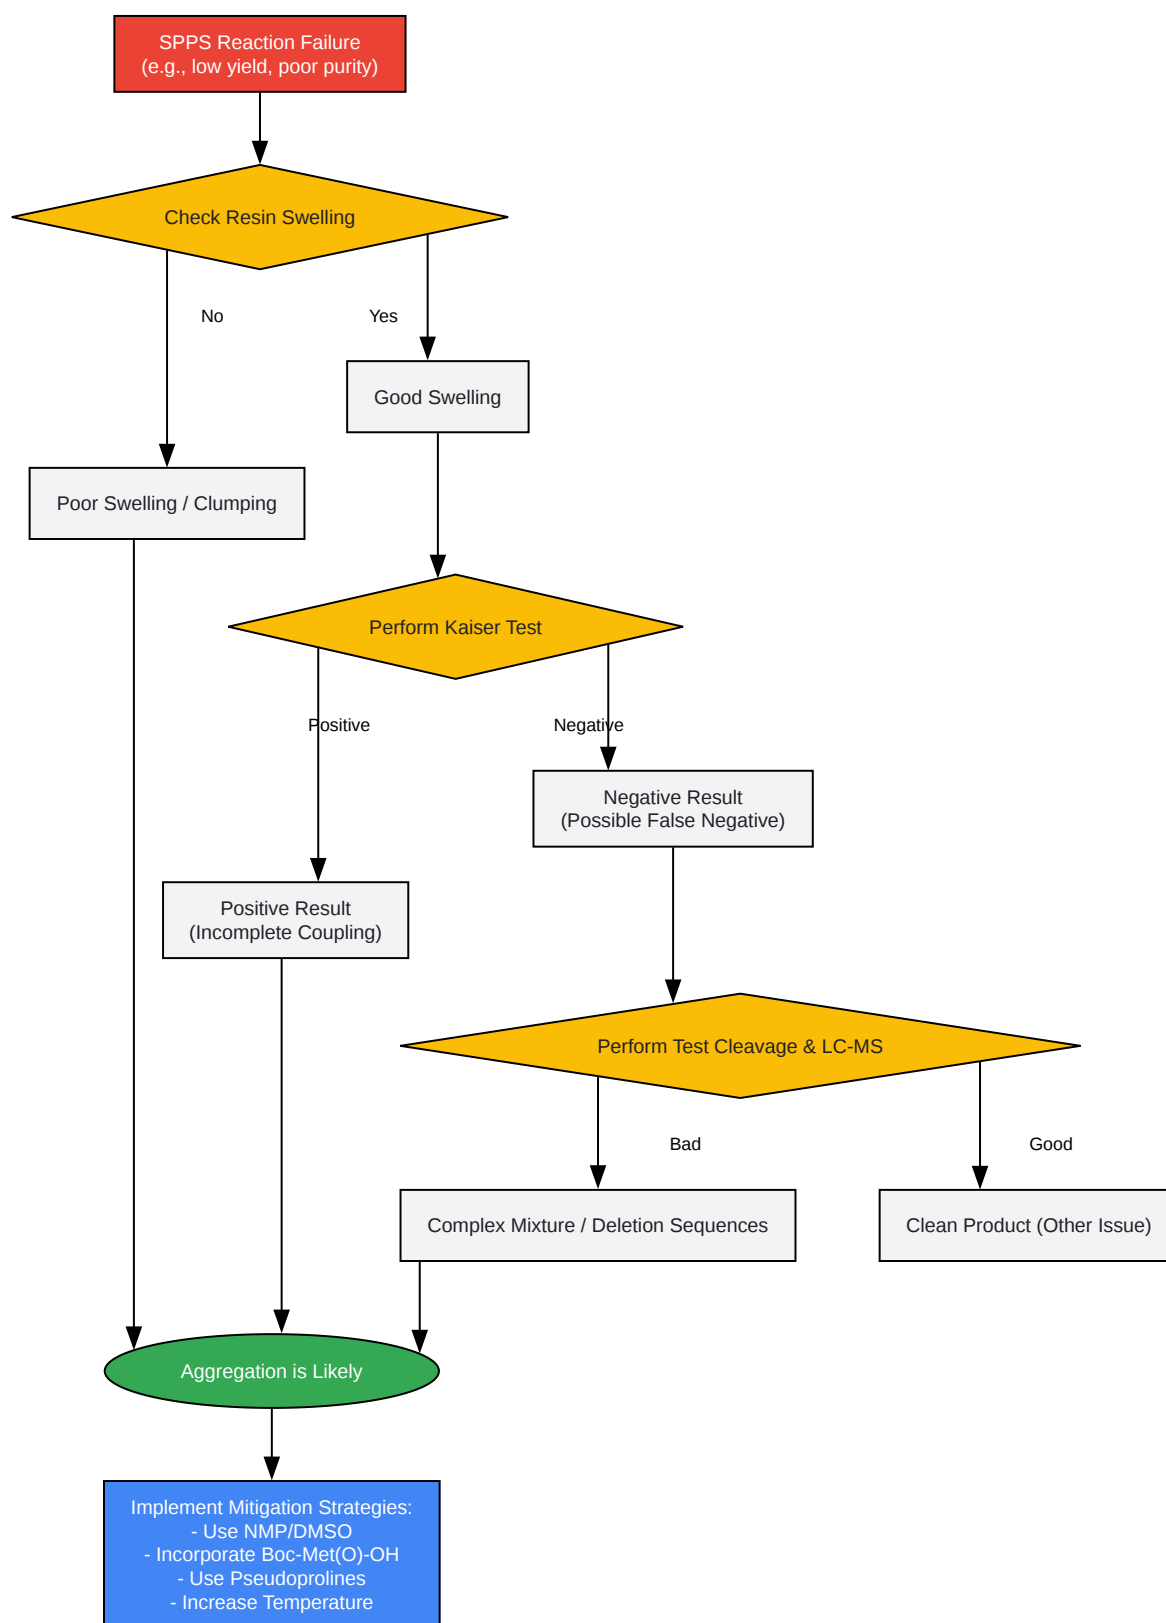 SPPS Reaction Failure
(e.g., low yield, poor purity)
Check Resin Swelling
No
Yes
Good Swelling
Poor Swelling / Clumping
Perform Kaiser Test
Positive
Negative
Negative Result
(Possible False Negative)
Positive Result
(Incomplete Coupling)
Perform Test Cleavage & LC-MS
Bad
Good
Complex Mixture / Deletion Sequences
Clean Product (Other Issue)
Aggregation is Likely
Implement Mitigation Strategies:
- Use NMP/DMSO
- Incorporate Boc-Met(O)-OH
- Use Pseudoprolines
- Increase Temperature